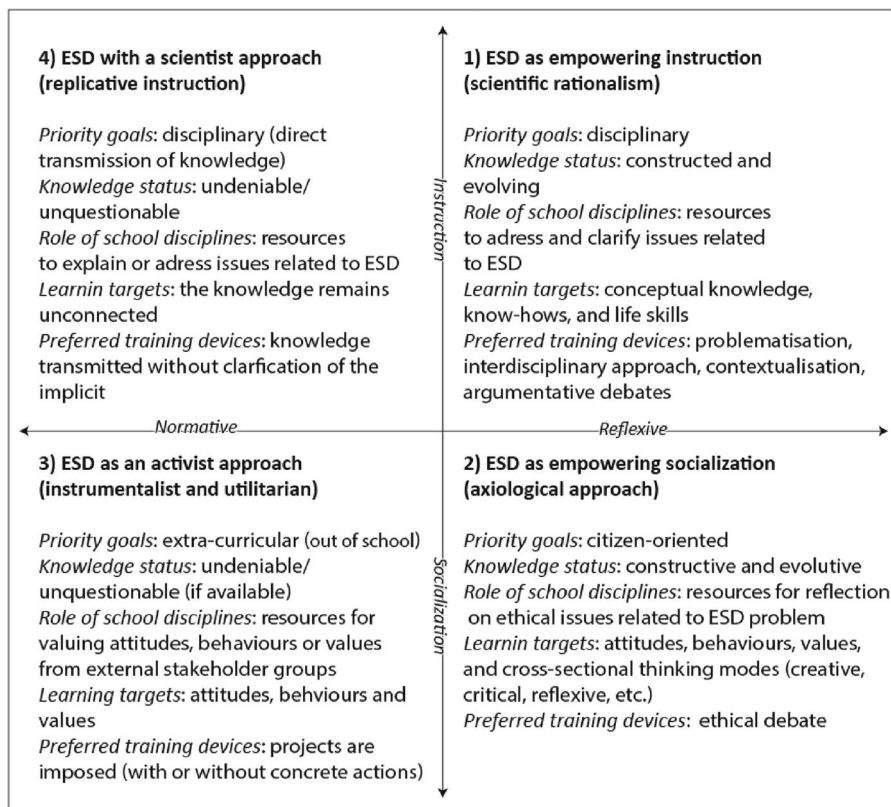 4) ESD with a scientist approach
(replicative instruction)
Priority goals: disciplinary (direct
transmission of knowledge)
Knowledge status: undeniable/
unquestionable
Role of school disciplines: resources
to explain or adress issues related to ESD
Learnin targets: the knowledge remains
unconnected
Preferred training devices: knowledge
transmitted without clarfication of the
implicit
Instruction
1) ESD as empowering instruction
(scientific rationalism)
Priority goals: disciplinary
Knowledge status: constructed and
evolving
Role of school disciplines: resources
to adress and clarify issues related
to ESD
Learnin targets: conceptual knowledge,
know-hows, and life skills
Preferred training devices: problematisation,
interdisciplinary approach, contextualisation,
argumentative debates
Normative
Reflexive
3) ESD as an activist approach
(instrumentalist and utilitarian)
Priority goals: extra-curricular (out of school)
Knowledge status: undeniable/
unquestionable (if available)
Role of school disciplines: resources for
valuing attitudes, behaviours or values
from external stakeholder groups
Learning targets: attitudes, behviours and
values
Preferred training devices: projects are
imposed (with or without concrete actions)
Socialization
2) ESD as empowering socialization
(axiological approach)
Priority goals: citizen-oriented
Knowledge status: constructive and evolutive
Role of school disciplines: resources for reflection
on ethical issues related to ESD problem
Learnin targets: attitudes, behaviours, values,
and cross-sectional thinking modes (creative,
critical, reflexive, etc.)
Preferred training devices: ethical debate